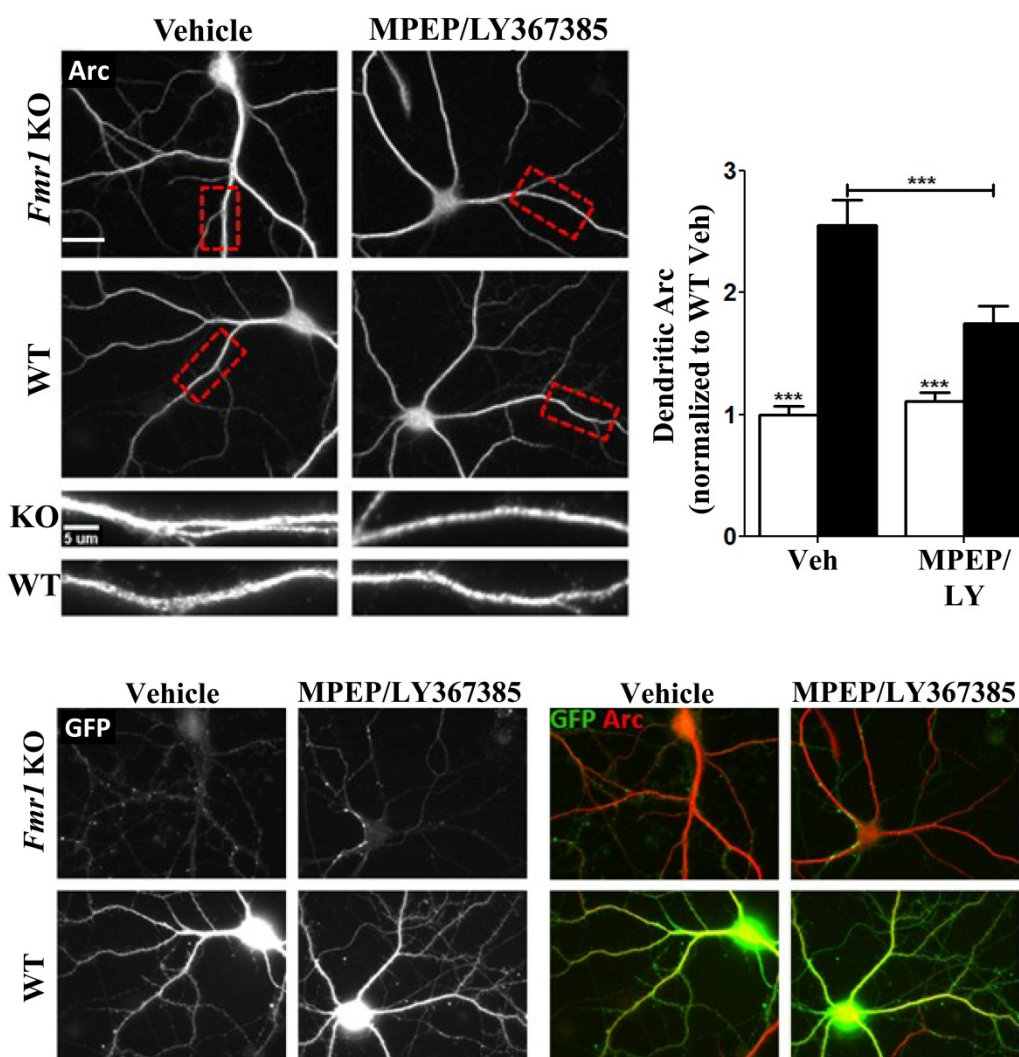 Vehicle MPEP/LY367385
Arc
Fmr1 KO
WT
KO
5 um
WT
Dendritic Arc
(normalized to WT Veh)
3
2
1
0
***
***
***
Veh
MPEP/
LY
Vehicle MPEP/LY367385 Vehicle MPEP/LY367385
GFP
GFP Arc
Fmr1 KO
WT